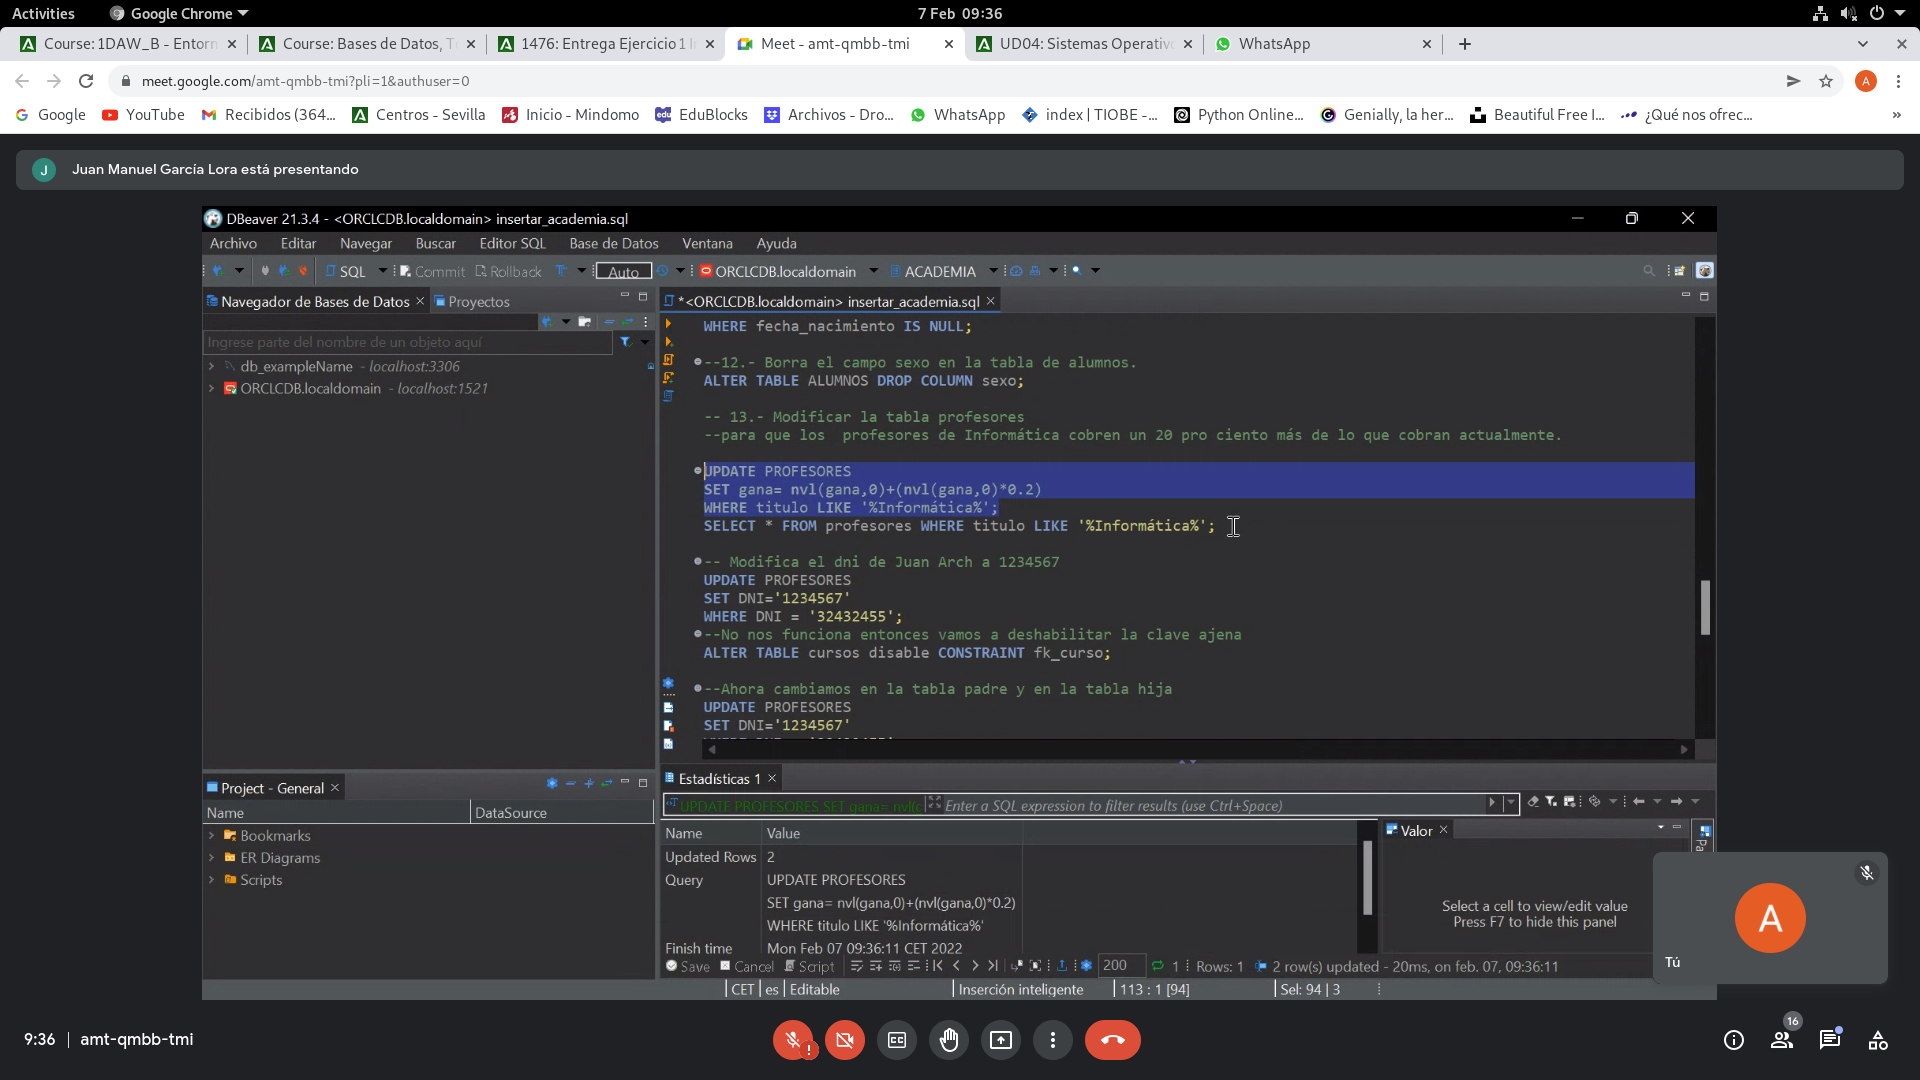 Activities
Google Chrome
7 Feb 09:36
Course: 1DAW_B - Entorn
Course: Bases de Datos, T
1476: Entrega Ejercicio 1 I
Meet - amt-qmbb-tmi
UD04: Sistemas Operativo
WhatsApp
meet.google.com/amt-qmbb-tmi?pli=1&authuser=0
A
Google
YouTube
Recibidos (364...
Centros - Sevilla
Inicio - Mindomo
EduBlocks
Archivos - Dro...
WhatsApp
index | TIOBE -...
Python Online...
Genially, la her...
Beautiful Free I...
¿Qué nos ofrec...
J
Juan Manuel García Lora está presentando
DBeaver 21.3.4 - <ORCLCDB.localdomain> insertar_academia.sql
Archivo Editar Navegar Buscar Editor SQL Base de Datos Ventana Ayuda
SQL Commit Rollback Auto ORCLCDB.localdomain ACADEMIA
Navegador de Bases de Datos Proyectos
Ingrese parte del nombre de un objeto aquí
db_exampleName - localhost:3306
ORCLCDB.localdomain - localhost:1521
*<ORCLCDB.localdomain> insertar_academia.sql
WHERE fecha_nacimiento IS NULL;
--12.- Borra el campo sexo en la tabla de alumnos.
ALTER TABLE ALUMNOS DROP COLUMN sexo;
-- 13.- Modificar la tabla profesores
--para que los  profesores de Informática cobren un 20 pro ciento más de lo que cobran actualmente.
UPDATE PROFESORES
SET gana= nvl(gana,0)+(nvl(gana,0)*0.2)
WHERE titulo LIKE '%Informática%';
SELECT * FROM profesores WHERE titulo LIKE '%Informática%';
-- Modifica el dni de Juan Arch a 1234567
UPDATE PROFESORES
SET DNI='1234567'
WHERE DNI = '32432455';
--No nos funciona entonces vamos a deshabilitar la clave ajena
ALTER TABLE cursos disable CONSTRAINT fk_curso;
--Ahora cambiamos en la tabla padre y en la tabla hija
UPDATE PROFESORES
SET DNI='1234567'
Project - General
Name DataSource
Bookmarks
ER Diagrams
Scripts
Estadísticas 1
UPDATE PROFESORES SET gana= nvl(g
Enter a SQL expression to filter results (use Ctrl+Space)
Name Value
Updated Rows 2
Query UPDATE PROFESORES
SET gana= nvl(gana,0)+(nvl(gana,0)*0.2)
WHERE titulo LIKE '%Informática%'
Finish time Mon Feb 07 09:36:11 CET 2022
Valor
Pa
Select a cell to view/edit value
Press F7 to hide this panel
Save Cancel Script 200 1 Rows: 1 2 row(s) updated - 20ms, on feb. 07, 09:36:11
CET es Editable Inserción inteligente 113 : 1 [94] Sel: 94 | 3
A
Tú
9:36 | amt-qmbb-tmi
16